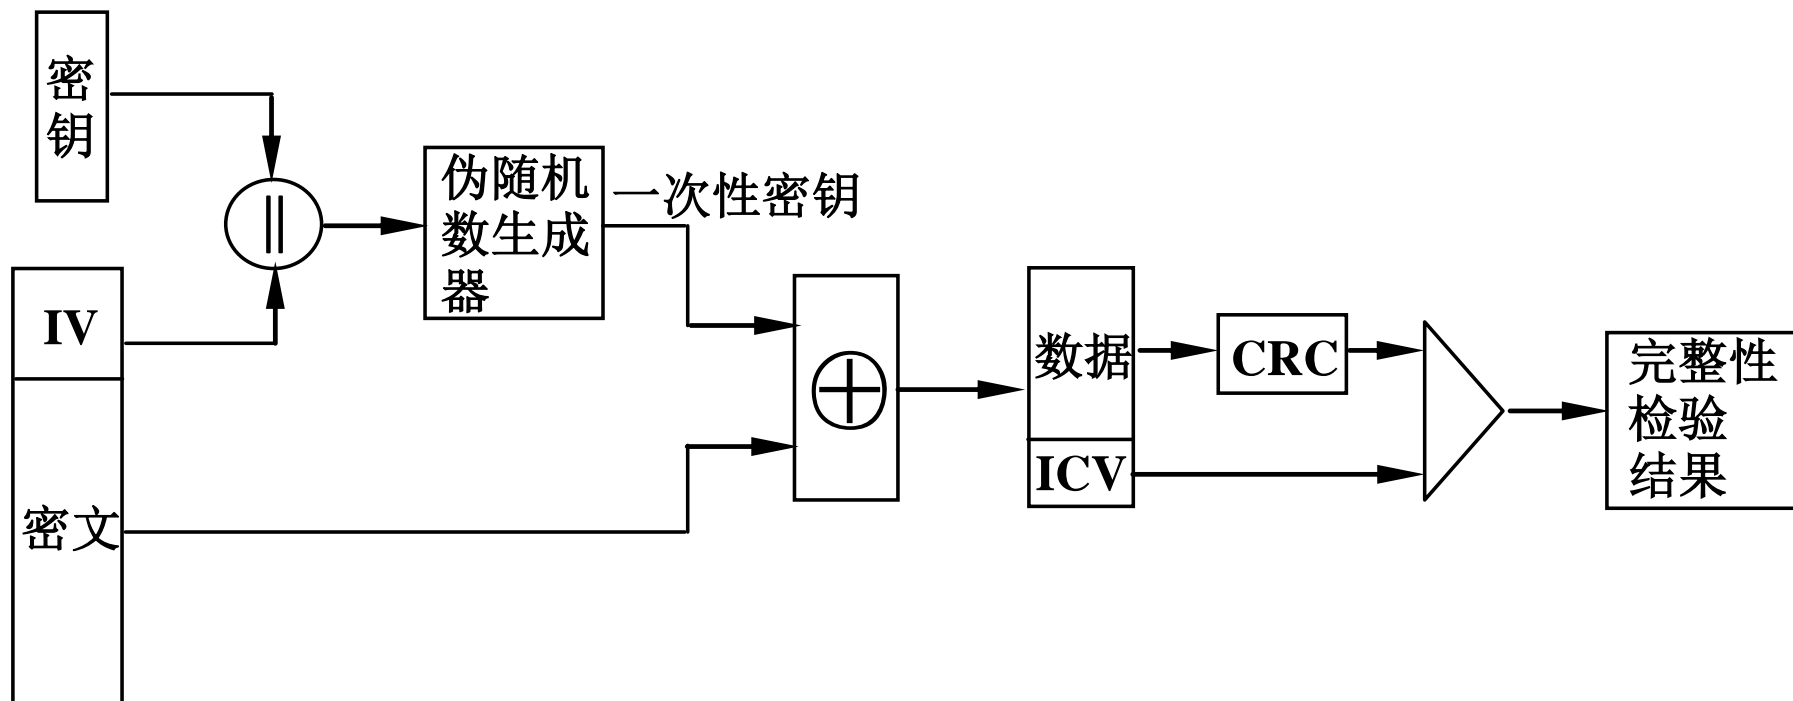 密
钥
IV
密文
||
伪随机
数生成
器
一次性密钥
数据
ICV
CRC
完整性
检验
结果